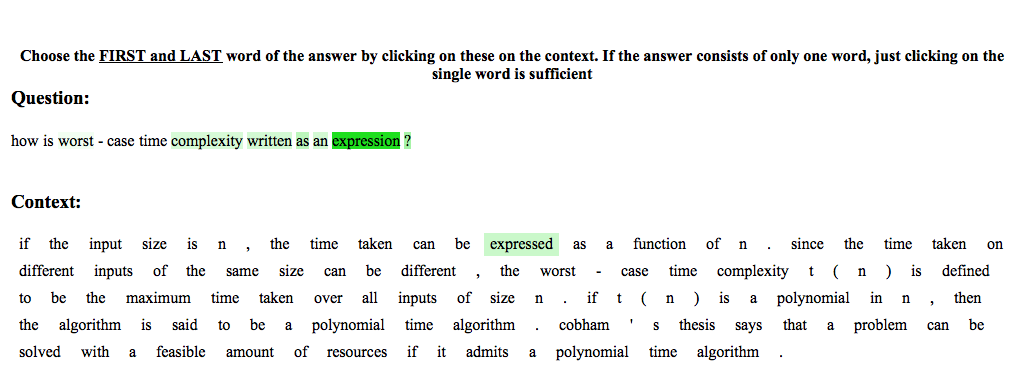 Choose the FIRST and LAST word of the answer by clicking on these on the context. If the answer consists of only one word, just clicking on the
single word is sufficient
Question:
how is worst - case time complexity written as an expression ?
Context:
if the input size is n , the time taken can be expressed as a function of n . since the time taken on
different inputs of the same size can be different , the worst - case time complexity t ( n ) is defined
to be the maximum time taken over all inputs of size n . if t ( n ) is a polynomial in n , then
the algorithm is said to be a polynomial time algorithm . cobham ' s thesis says that a problem can be
solved with a feasible amount of resources if it admits a polynomial time algorithm .